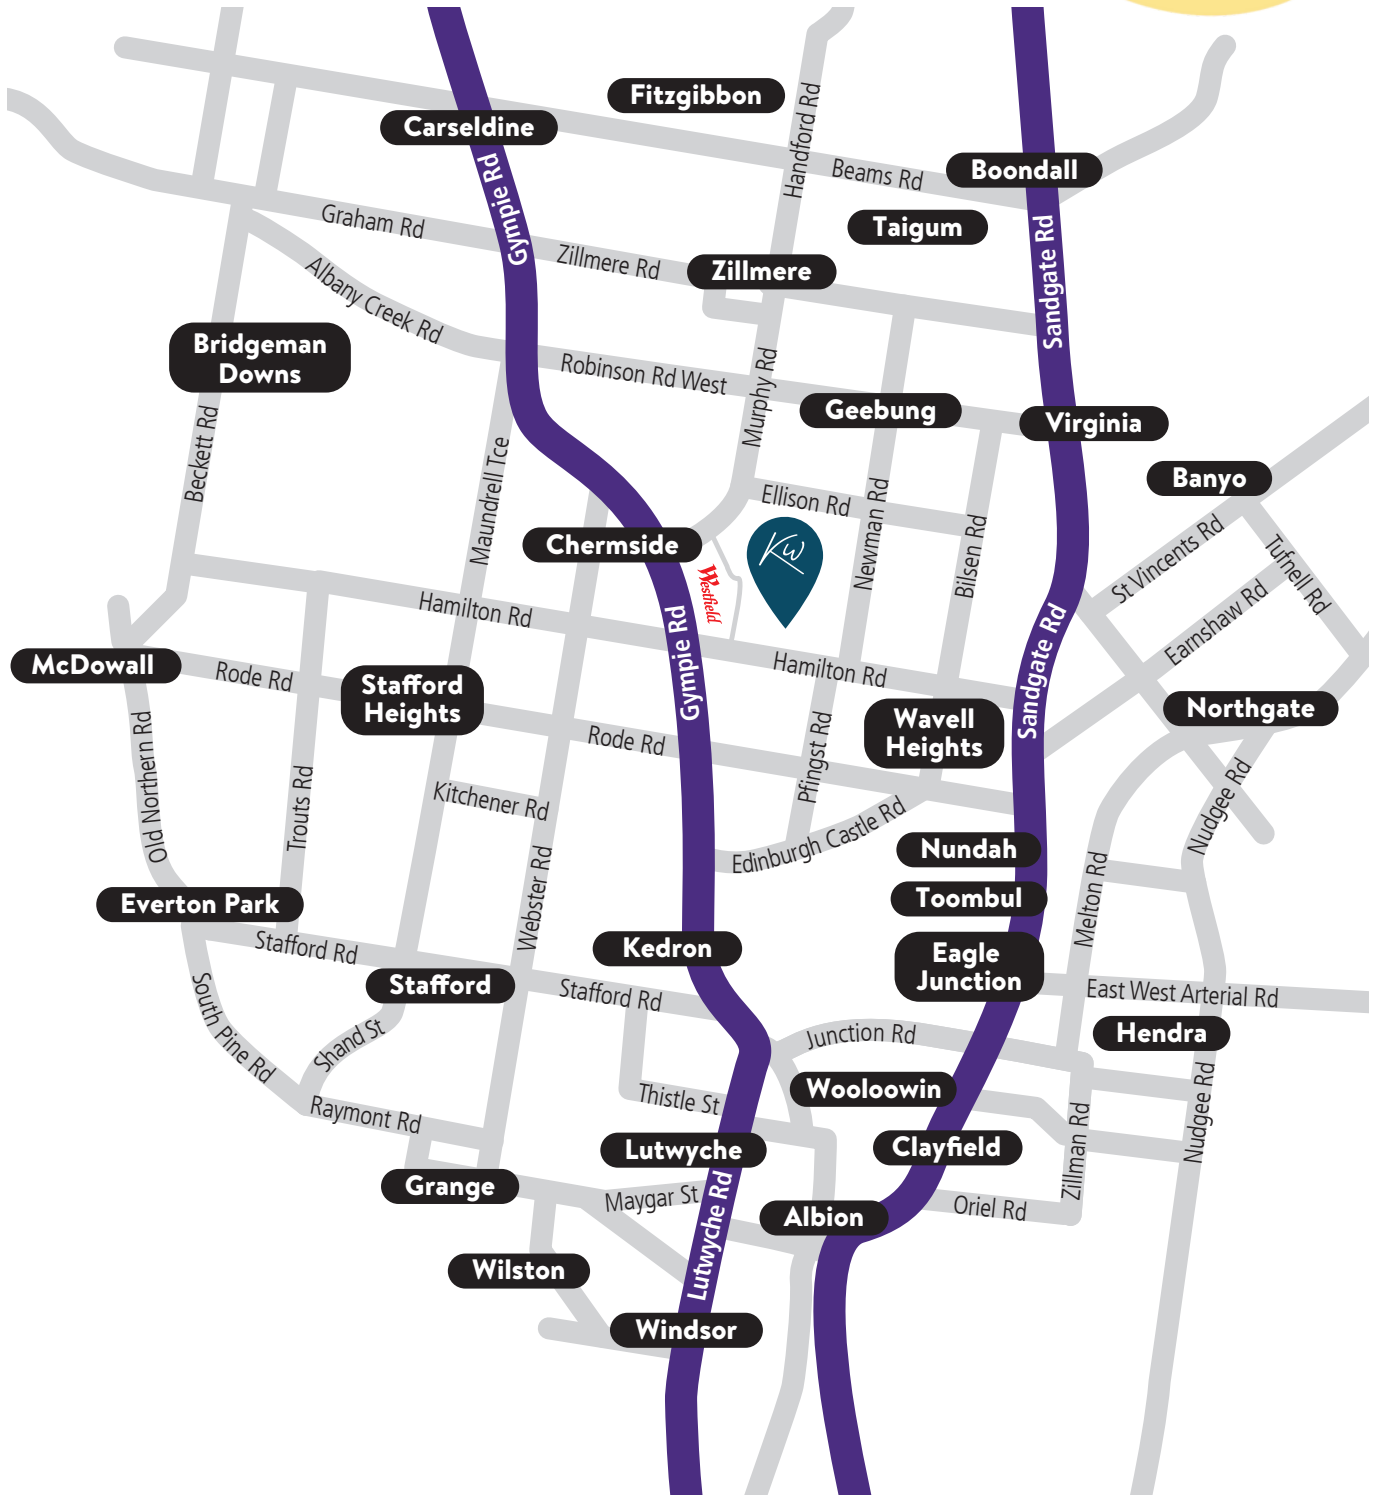 Fitzgibbon
Carseldine
Handford Rd
Beams Rd
Boondall
Gympie Rd
Graham Rd
Taigum
Sandgate Rd
Zillmere Rd
Zillmere
Albany Creek Rd
Bridgeman
Downs
Robinson Rd West
Murphy Rd
Geebung
Virginia
Beckett Rd
Maundrell Tce
Banyo
Ellison Rd
Newman Rd
Bilsen Rd
St Vincents Rd
Tufnell Rd
Chermside
KW
Westfield
Hamilton Rd
Earnshaw Rd
Gympie Rd
Sandgate Rd
McDowall
Rode Rd
Stafford
Heights
Hamilton Rd
Wavell
Heights
Northgate
Old Northern Rd
Rode Rd
Pfingst Rd
Trouts Rd
Kitchener Rd
Edinburgh Castle Rd
Nudgee Rd
Nundah
Webster Rd
Melton Rd
Toombul
Everton Park
Stafford Rd
Kedron
Eagle
Junction
Stafford
Stafford Rd
East West Arterial Rd
South Pine Rd
Shand St
Junction Rd
Hendra
Wooloowin
Thistle St
Raymont Rd
Nudgee Rd
Zillman Rd
Lutwyche
Clayfield
Grange
Maygar St
Lutwyche Rd
Albion
Oriel Rd
Wilston
Windsor